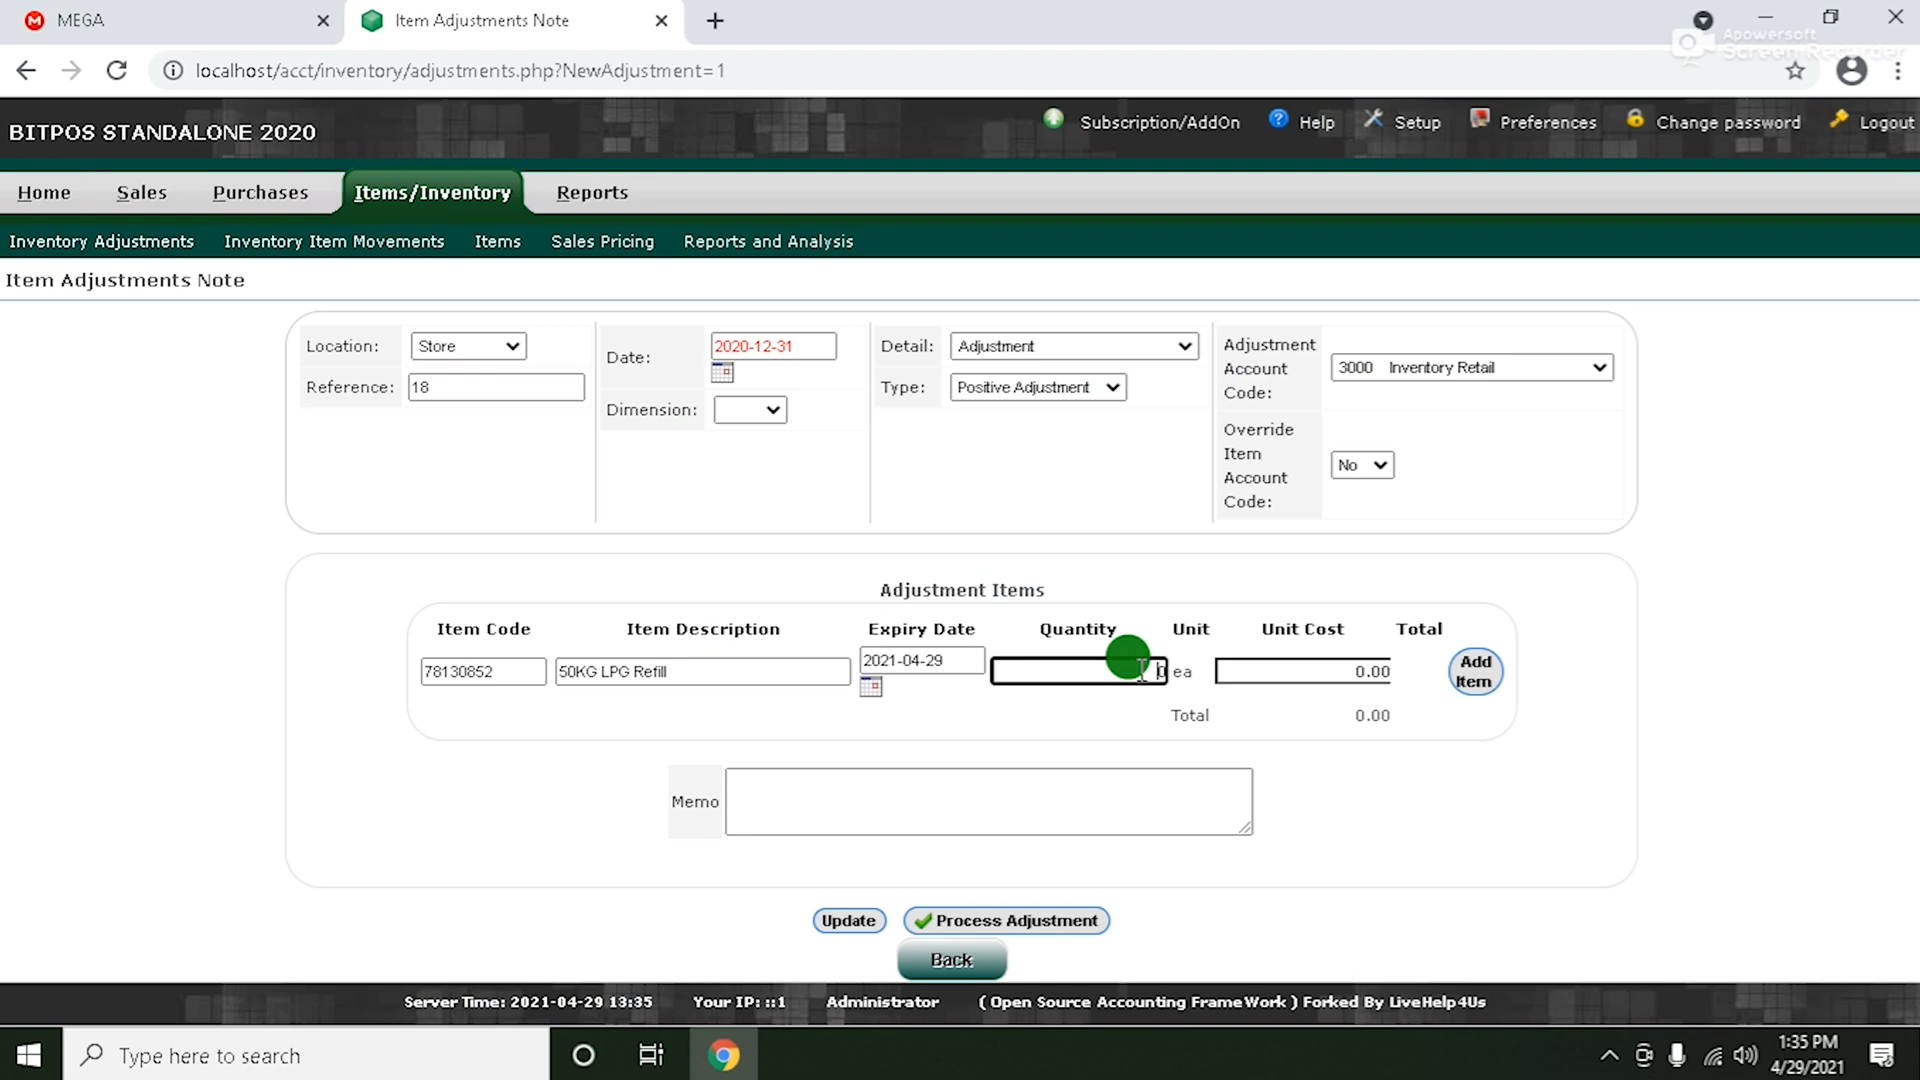 MEGA
Item Adjustments Note
Apowersoft
Screen Recorder
localhost/acct/inventory/adjustments.php?NewAdjustment=1
BITPOS STANDALONE 2020
Subscription/AddOn Help Setup Preferences Change password Logout
Home Sales Purchases Items/Inventory Reports
Inventory Adjustments Inventory Item Movements Items Sales Pricing Reports and Analysis
Item Adjustments Note
Location: Store
Reference: 18
Date: 2020-12-31
Dimension:
Detail: Adjustment
Type: Positive Adjustment
Adjustment
Account
Code:
3000 Inventory Retail
Override
Item
Account
Code:
No
Adjustment Items
Item Code Item Description Expiry Date Quantity Unit Unit Cost Total
78130852 50KG LPG Refill 2021-04-29 0 ea 0.00
Add
Item
Total 0.00
Memo
Update Process Adjustment
Back
Server Time: 2021-04-29 13:35 Your IP: ::1 Administrator ( Open Source Accounting FrameWork ) Forked By LiveHelp4Us
Type here to search
1:35 PM
4/29/2021